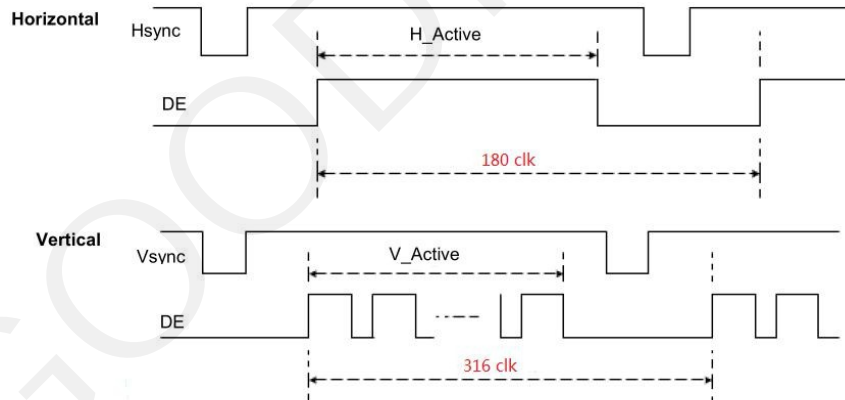 Horizontal
Hsync
H_Active
DE
180 clk
Vertical
Vsync
V_Active
DE
316 clk